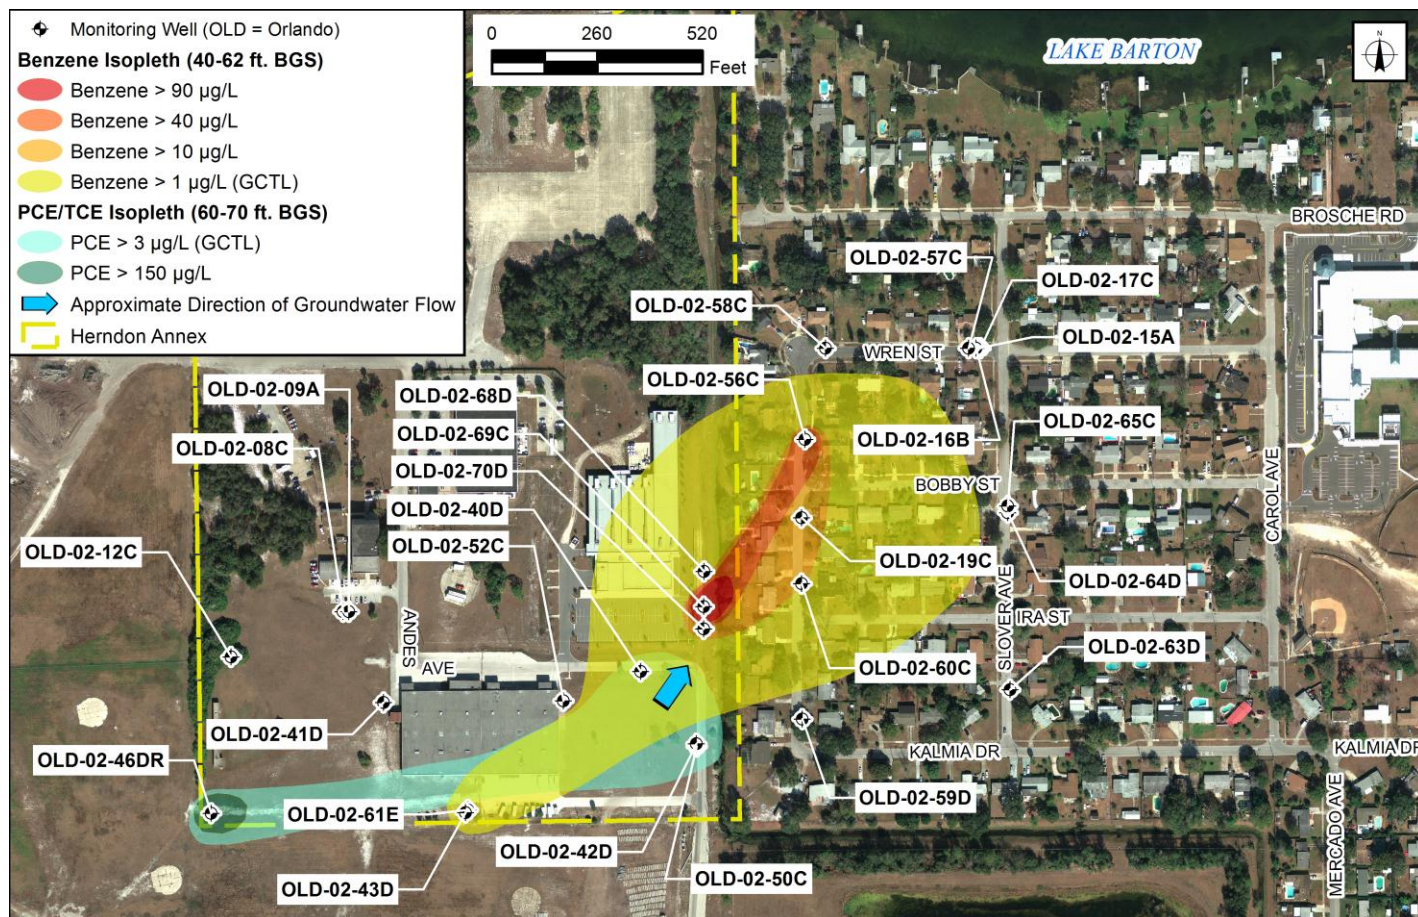 Monitoring Well (OLD = Orlando)
Benzene Isopleth (40-62 ft. BGS)
Benzene > 90 µg/L
Benzene > 40 µg/L
Benzene > 10 µg/L
Benzene > 1 µg/L (GCTL)
PCE/TCE Isopleth (60-70 ft. BGS)
PCE > 3 µg/L (GCTL)
PCE > 150 µg/L
Approximate Direction of Groundwater Flow
Herndon Annex
0 260 520
Feet
LAKE BARTON
N
BROSCHE RD
OLD-02-57C
OLD-02-17C
OLD-02-58C
OLD-02-15A
WREN ST
OLD-02-56C
OLD-02-09A
OLD-02-68D
OLD-02-65C
OLD-02-69C
OLD-02-16B
OLD-02-08C
OLD-02-70D
BOBBY ST
CAROL AVE
OLD-02-40D
OLD-02-52C
OLD-02-12C
OLD-02-19C
OLD-02-64D
ANDES
AVE
IRA ST
SLOVER AVE
OLD-02-63D
OLD-02-60C
OLD-02-41D
KALMIA DR
KALMIA DR
OLD-02-46DR
OLD-02-59D
OLD-02-61E
MERCADO AVE
OLD-02-42D
OLD-02-50C
OLD-02-43D